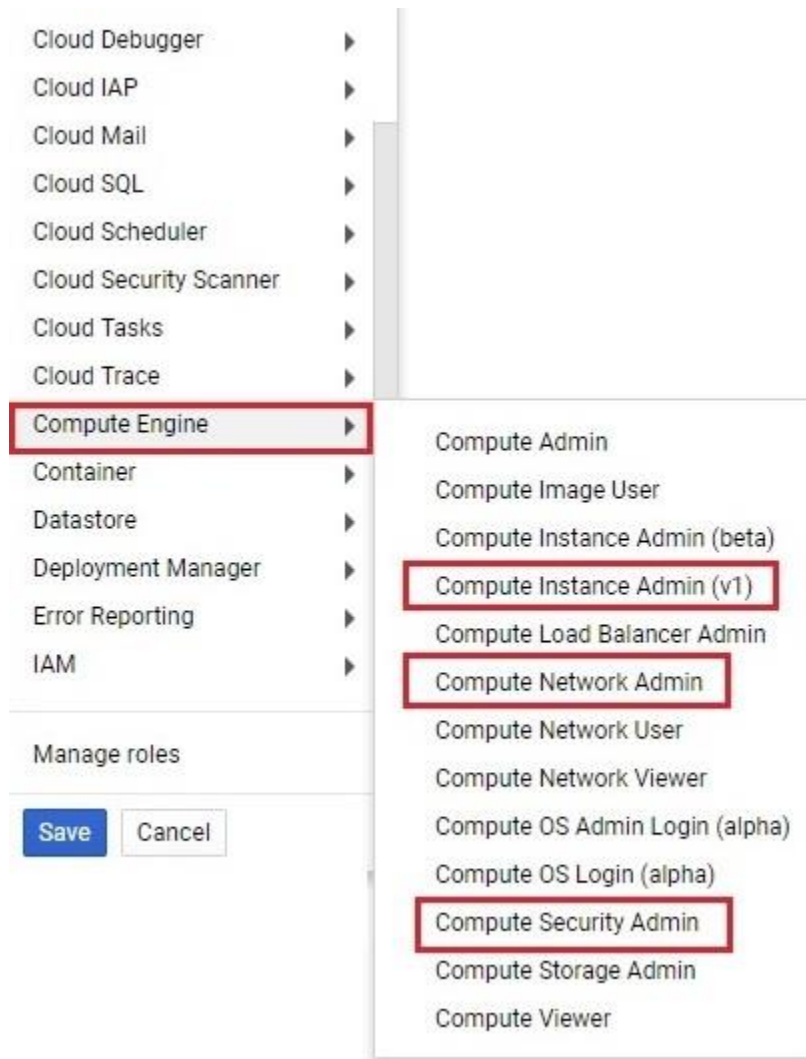 Cloud Debugger
Cloud IAP
Cloud Mail
Cloud SQL
Cloud Scheduler
Cloud Security Scanner
Cloud Tasks
Cloud Trace
Compute Engine
Container
Datastore
Deployment Manager
Error Reporting
IAM
Manage roles
Save Cancel
Compute Admin
Compute Image User
Compute Instance Admin (beta)
Compute Instance Admin (v1)
Compute Load Balancer Admin
Compute Network Admin
Compute Network User
Compute Network Viewer
Compute OS Admin Login (alpha)
Compute OS Login (alpha)
Compute Security Admin
Compute Storage Admin
Compute Viewer